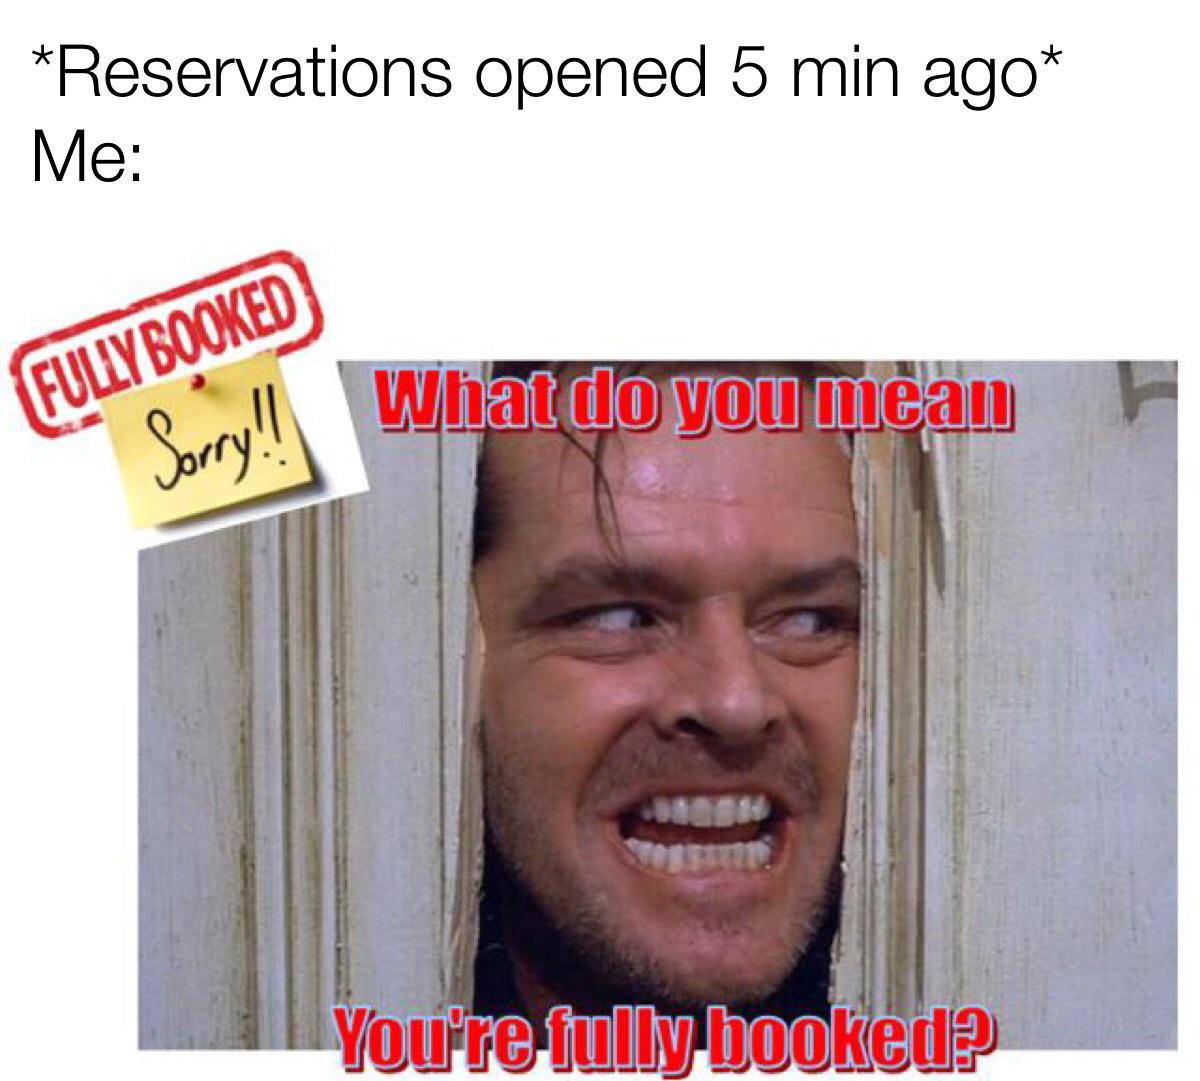 *Reservations opened 5 min ago*
Me:
FULLY BOOKED
Sorry!!
What do you mean
You're fully booked?